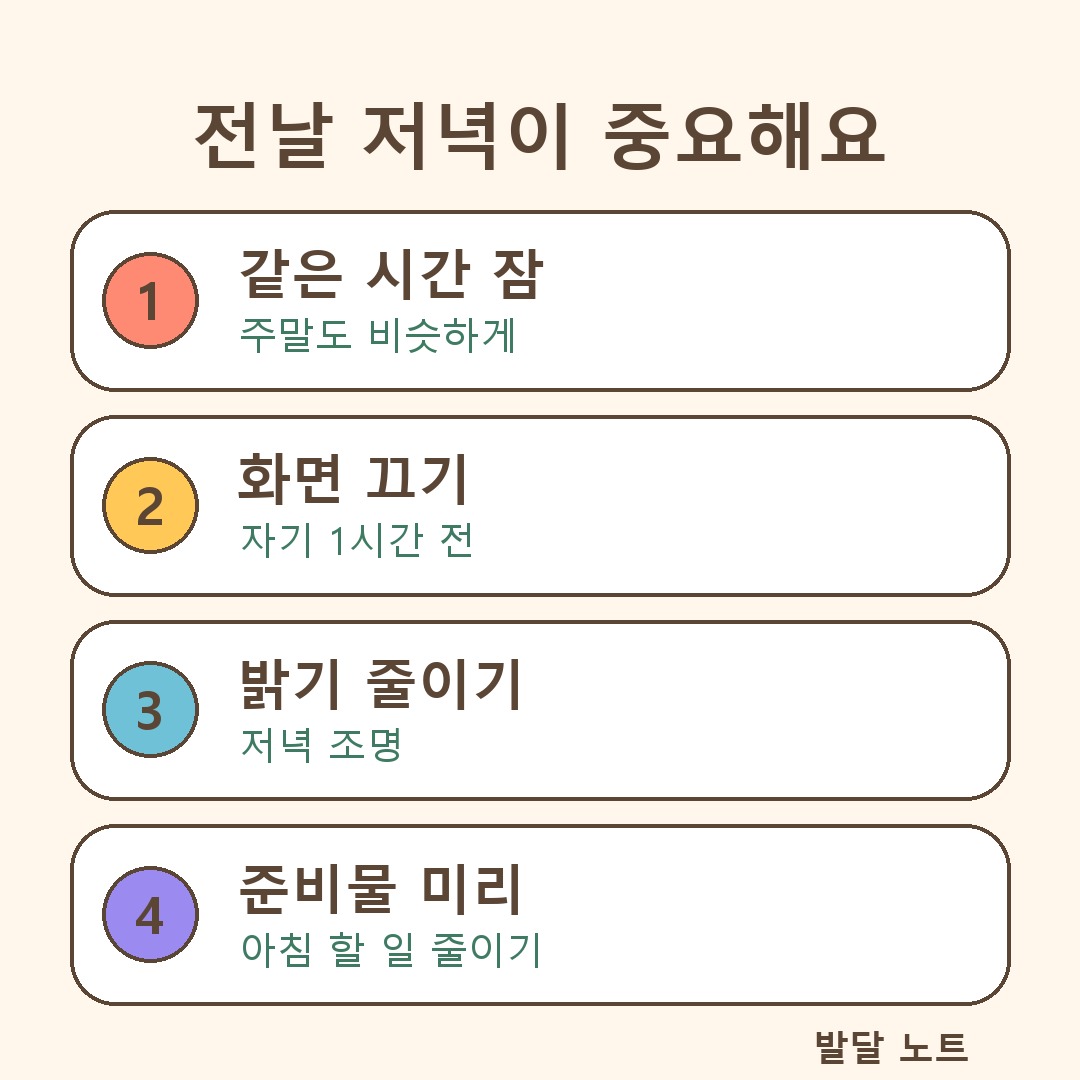 전날 저녁이 중요해요
1
같은 시간 잠
주말도 비슷하게
2
화면 끄기
자기 1시간 전
3
밝기 줄이기
저녁 조명
4
준비물 미리
아침 할 일 줄이기
발달 노트